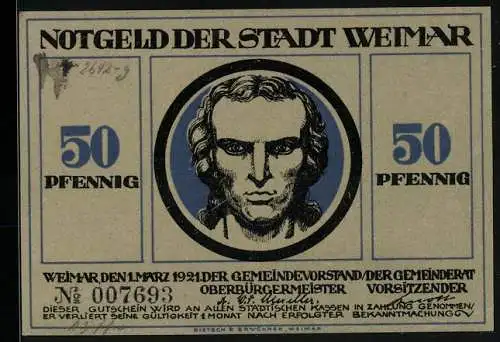 NOTGELD DER STADT WEIMAR
50
PFENNIG
50
PFENNIG
WEIMAR, DEN 1. MÄRZ 1921. DER GEMEINDEVORSTAND / DER GEMEINDERAT
OBERBÜRGERMEISTER VORSITZENDER
No 007693
DIESER GUTSCHEIN WIRD AN ALLEN STÄDTISCHEN KASSEN IN ZAHLUNG GENOMMEN /
ER VERLIERT SEINE GÜLTIGKEIT 1 MONAT NACH ERFOLGTER BEKANNTMACHUNG
DIETSCH & BRÜCKNER, WEIMAR